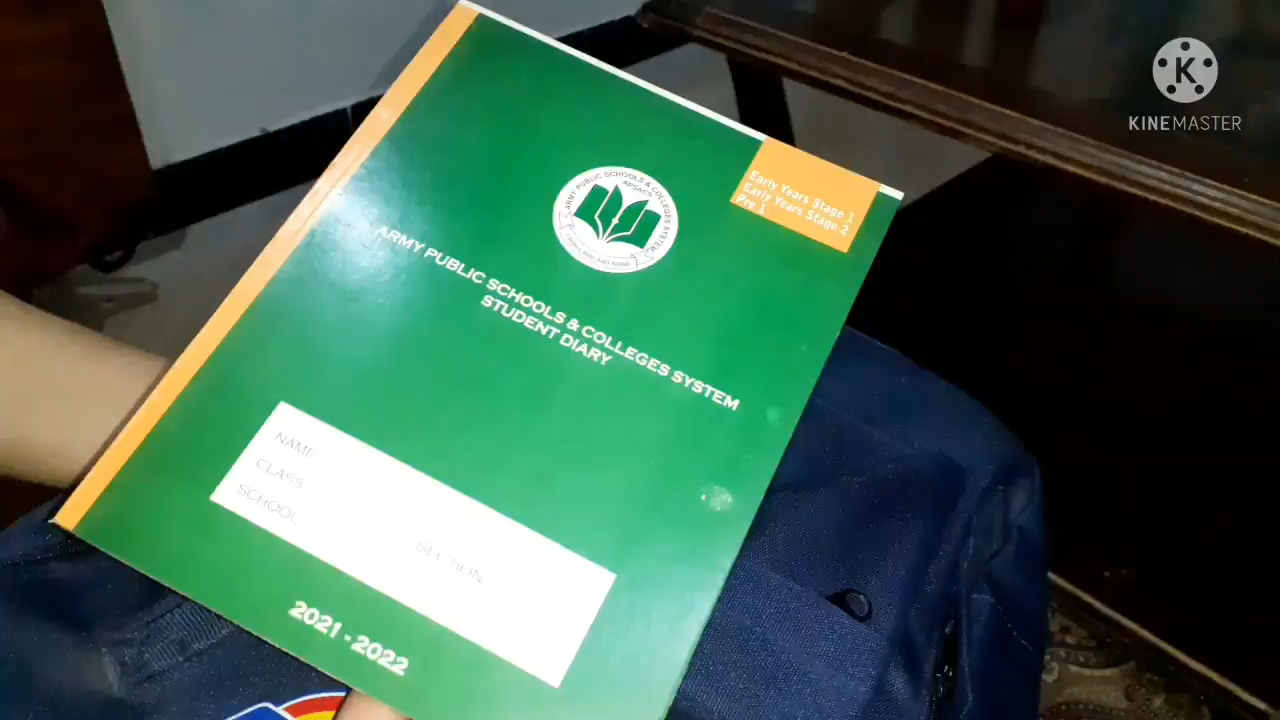 KINEMASTER
Early Years Stage 1
Early Years Stage 2
Pre 1
ARMY PUBLIC SCHOOLS & COLLEGES SYSTEM
APSACS
ARMY PUBLIC SCHOOLS & COLLEGES SYSTEM
STUDENT DIARY
NAME
CLASS
SCHOOL
SECTION
2021 - 2022